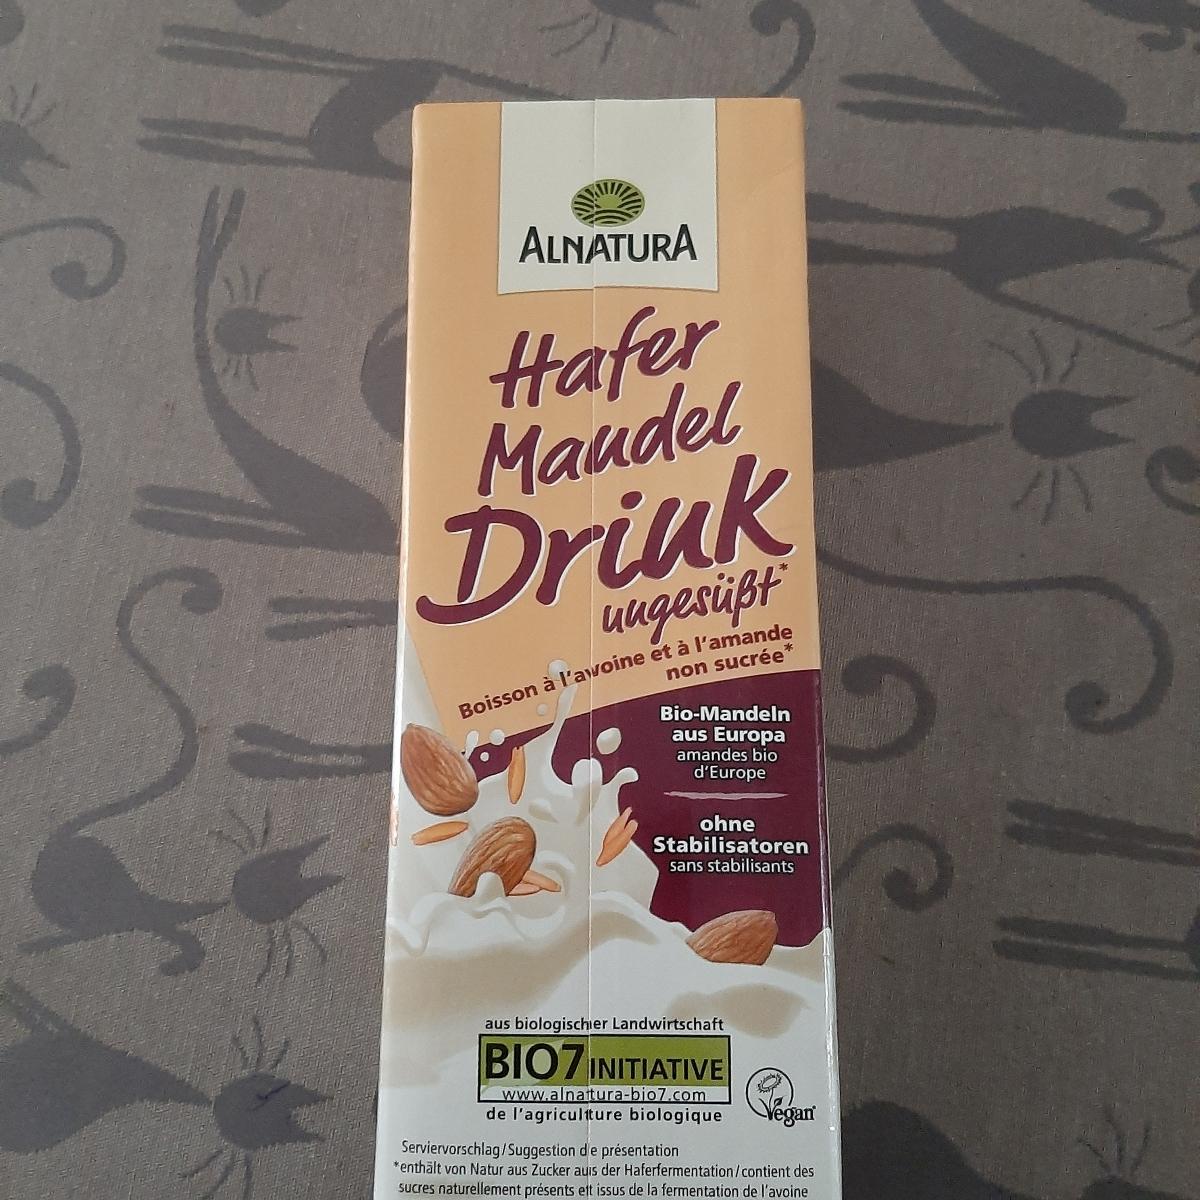 ALNATURA
Hafer
Mandel
Drink
ungesüßt*
Boisson à l'avoine et à l'amande
non sucrée*
Bio-Mandeln
aus Europa
amandes bio
d'Europe
ohne
Stabilisatoren
sans stabilisants
aus biologischer Landwirtschaft
BIO7 INITIATIVE
www.alnatura-bio7.com
de l'agriculture biologique
Vegan
Serviervorschlag/Suggestion de présentation
*enthält von Natur aus Zucker aus der Haferfermentation/contient des
sucres naturellement présents et issus de la fermentation de l'avoine